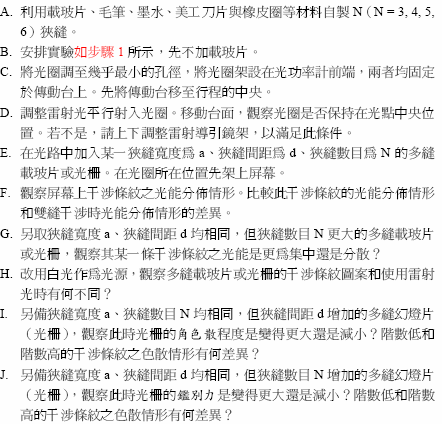 A. 利用載玻片、毛筆、墨水、美工刀片與橡皮圈等材料自製 N（N = 3, 4, 5,
6）狹縫。
B. 安排實驗如步驟 1 所示，先不加載玻片。
C. 將光圈調至幾乎最小的孔徑，將光圈架設在光功率計前端，兩者均固定
於傳動台上。先將傳動台移至行程的中央。
D. 調整雷射光平行射入光圈。移動台面，觀察光圈是否保持在光點中央位
置。若不是，請上下調整雷射導引鏡架，以滿足此條件。
E. 在光路中加入某一狹縫寬度為 a、狹縫間距為 d、狹縫數目為 N 的多縫
載玻片或光柵。在光圈所在位置先架上屏幕。
F. 觀察屏幕上干涉條紋之光能分佈情形。比較此干涉條紋的光能分佈情形
和雙縫干涉時光能分佈情形的差異。
G. 另取狹縫寬度 a、狹縫間距 d 均相同，但狹縫數目 N 更大的多縫載玻片
或光柵，觀察其某一條干涉條紋之光能是更為集中還是分散？
H. 改用白光作為光源，觀察多縫載玻片或光柵的干涉條紋圖案和使用雷射
光時有何不同？
I. 另備狹縫寬度 a、狹縫數目 N 均相同，但狹縫間距 d 增加的多縫幻燈片
（光柵），觀察此時光柵的角色散程度是變得更大還是減小？階數低和
階數高的干涉條紋之色散情形有何差異？
J. 另備狹縫寬度 a、狹縫間距 d 均相同，但狹縫數目 N 增加的多縫幻燈片
（光柵），觀察此時光柵的鑑別力是變得更大還是減小？階數低和階數
高的干涉條紋之色散情形有何差異？